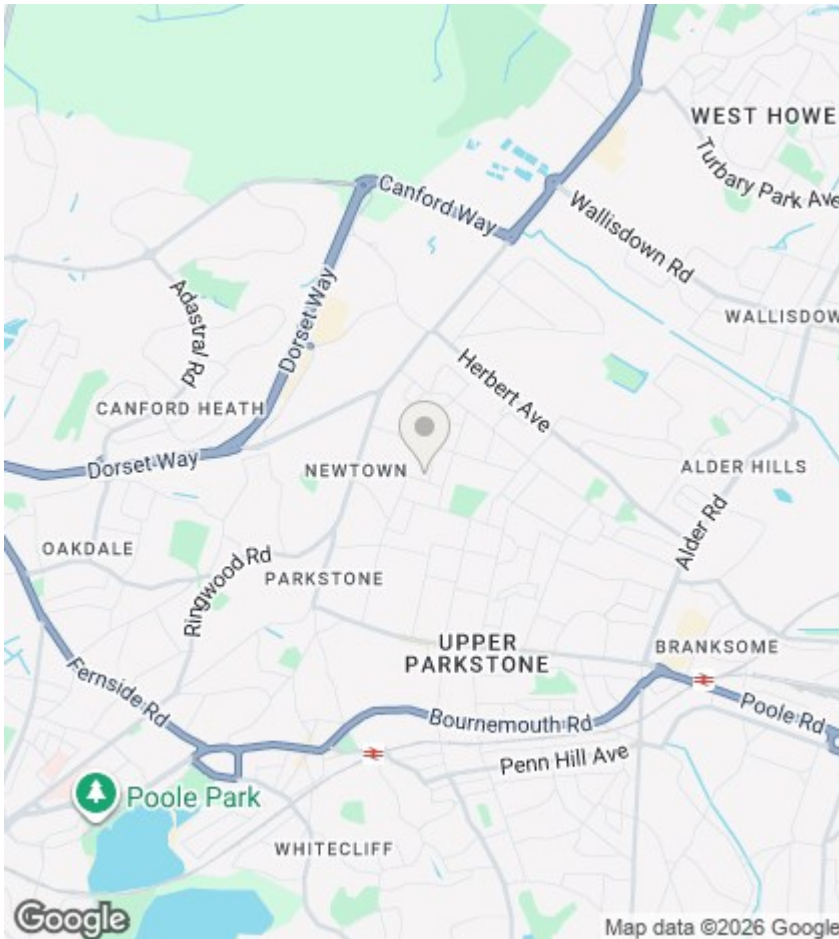 WEST HOWE
Turbary Park Ave
Canford Way
Wallisdown Rd
Adastral Rd
Dorset Way
WALLISDOW
Herbert Ave
CANFORD HEATH
Dorset Way
NEWTOWN
ALDER HILLS
Alder Rd
OAKDALE
Ringwood Rd
PARKSTONE
UPPER
PARKSTONE
BRANKSOME
Fernside Rd
Bournemouth Rd
Poole Rd
Penn Hill Ave
Poole Park
WHITECLIFF
Google
Map data ©2026 Google